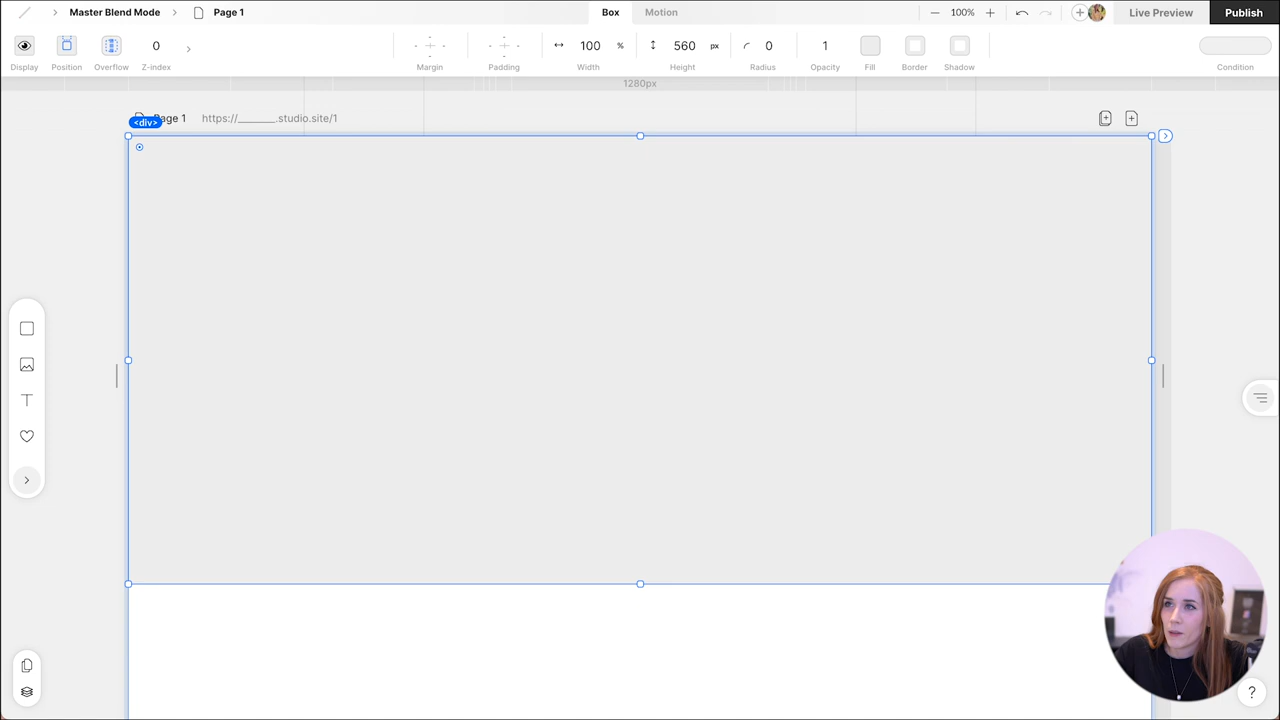 Master Blend Mode Page 1 Box Motion 100% Live Preview Publish
0 100 % 560 px 0 1
Display Position Overflow Z-index Margin Padding Width Height Radius Opacity Fill Border Shadow Condition
1280px
<div> Page 1 https://_______.studio.site/1
T
?